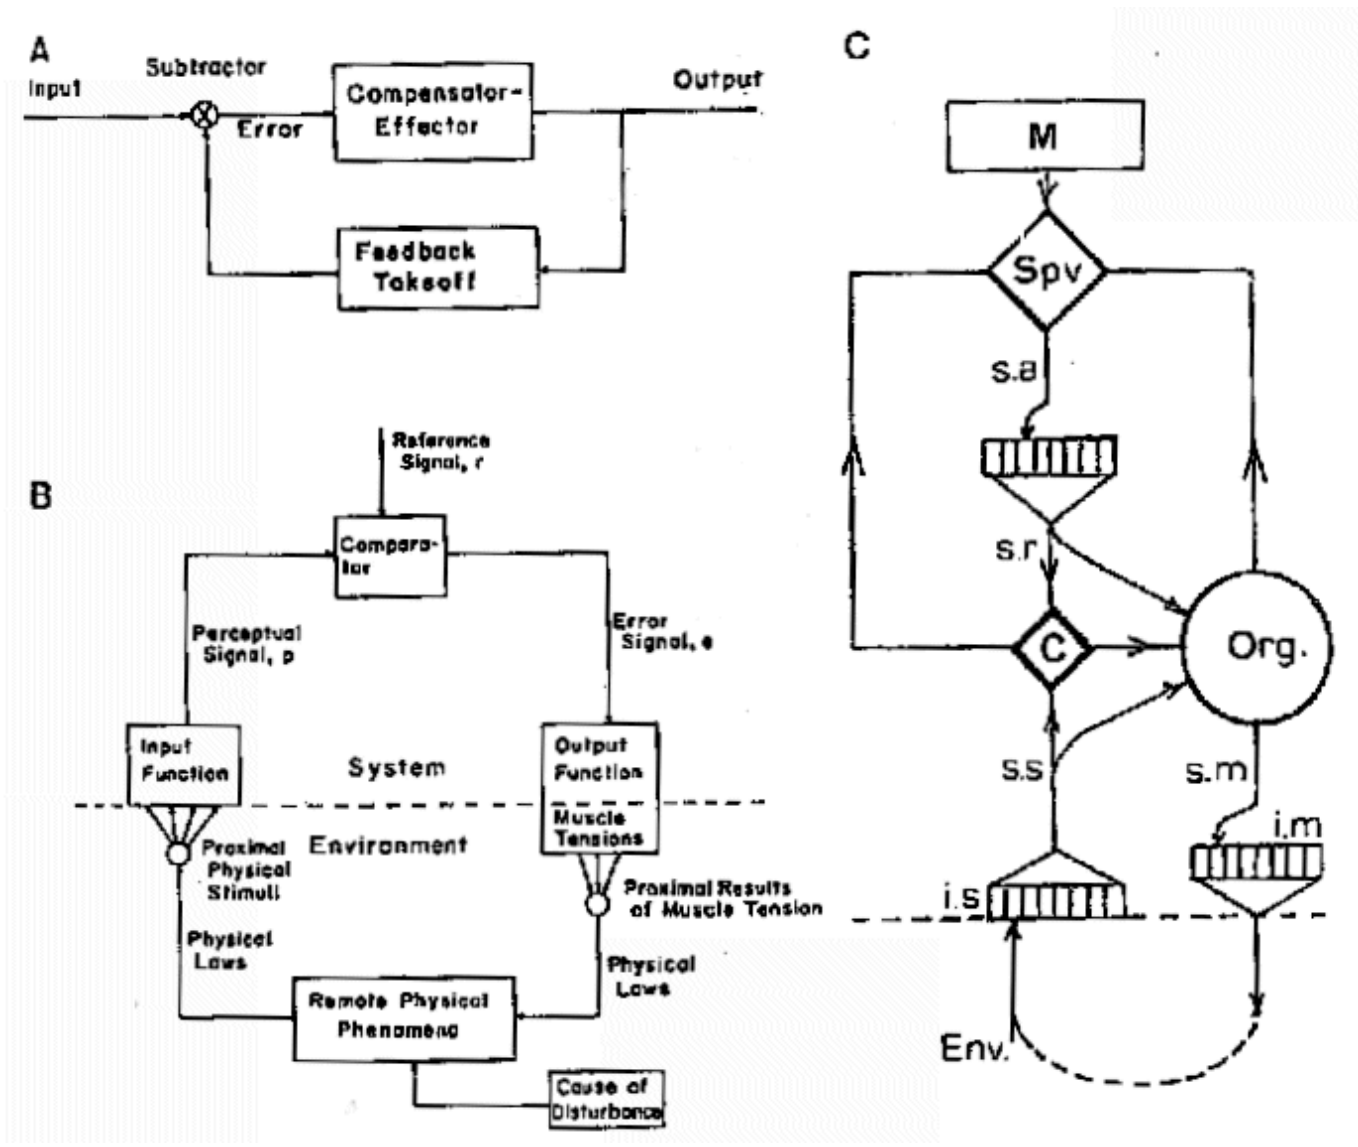 A
Subtractor
Input
Error
Compensator-
Effector
Output
Feedback
Takeoff
B
Reference
Signal, r
Compara-
tor
Perceptual
Signal, p
Error
Signal, e
Input
Function
System
Output
Function
Environment
Muscle
Tensions
Proximal
Physical
Stimuli
Proximal Results
of Muscle Tension
Physical
Laws
Physical
Laws
Remote Physical
Phenomena
Cause of
Disturbance
C
M
Spv
s.a
s.r
C
Org.
s.s
s.m
i.m
i.s
Env.